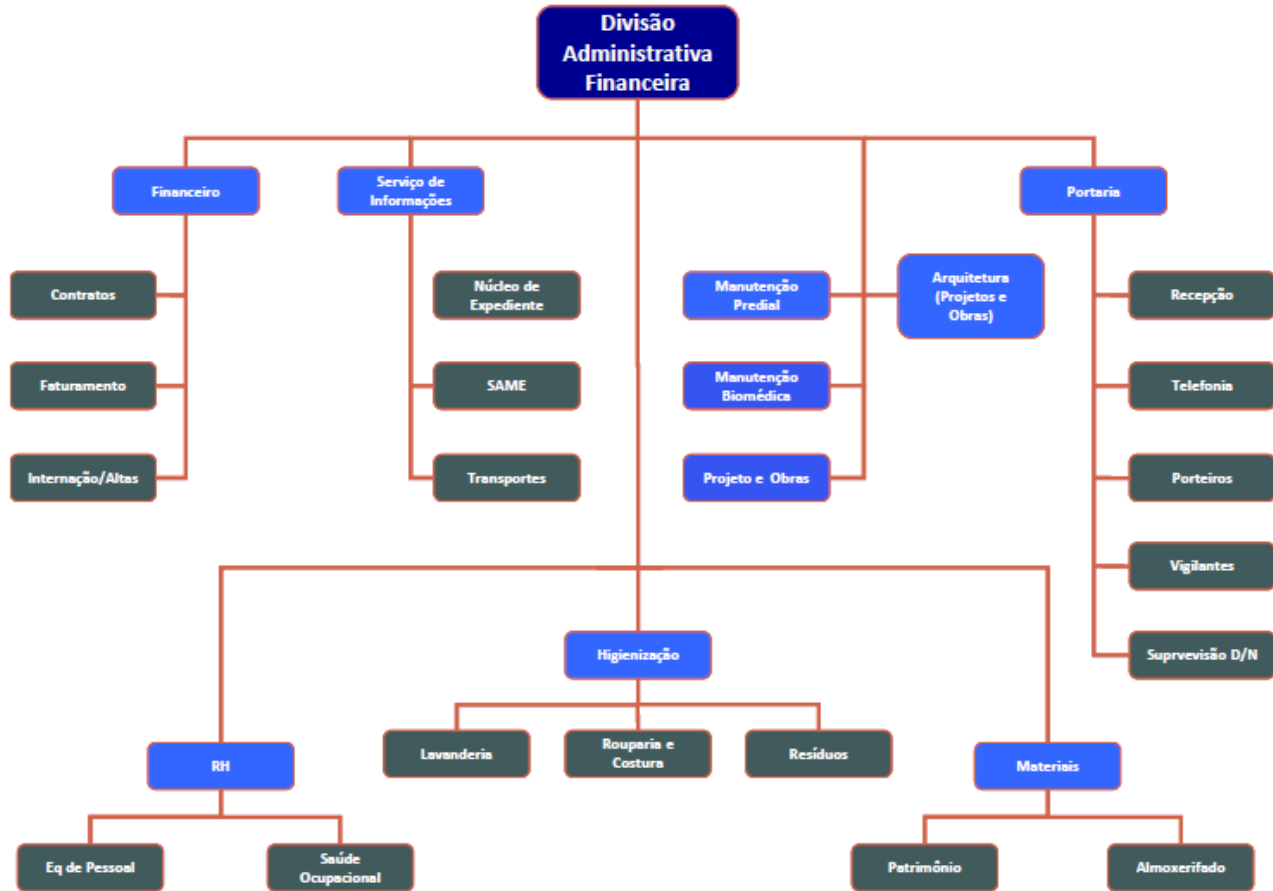 Divisão
Administrativa
Financeira
Financeiro
Serviço de
Informações
Portaria
Contratos
Núcleo de
Expediente
Manutenção
Predial
Arquitetura
(Projetos e
Obras)
Recepção
Faturamento
SAME
Manutenção
Biomédica
Telefonia
Internação/Altas
Transportes
Projeto e Obras
Porteiros
Vigilantes
Higienização
Suprvevisão D/N
Lavanderia
Rouparia e
Costura
Resíduos
RH
Materiais
Eq de Pessoal
Saúde
Ocupacional
Patrimônio
Almoxerifado